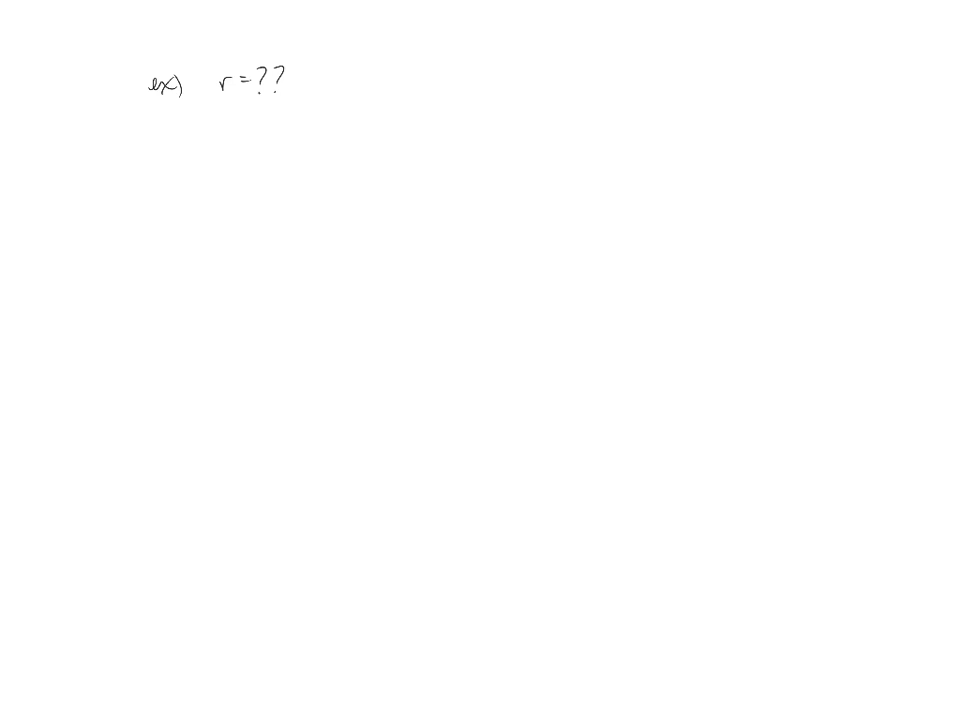 ex) r = ??